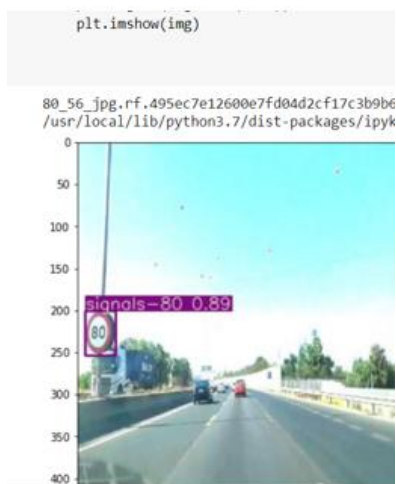 plt.imshow(img)
80_56_jpg.rf.495ec7e12600e7fd04d2cf17c3b9b6
/usr/local/lib/python3.7/dist-packages/ipyk
0
50
100
150
signals-80 0.89
200
80
250
300
350
400